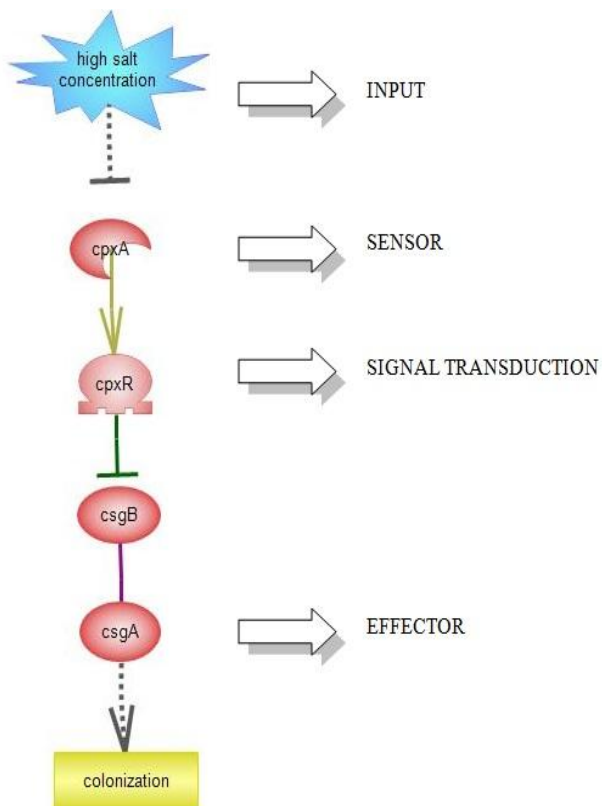 high salt
concentration
INPUT
cpxA
SENSOR
cpxR
SIGNAL TRANSDUCTION
csgB
csgA
EFFECTOR
colonization